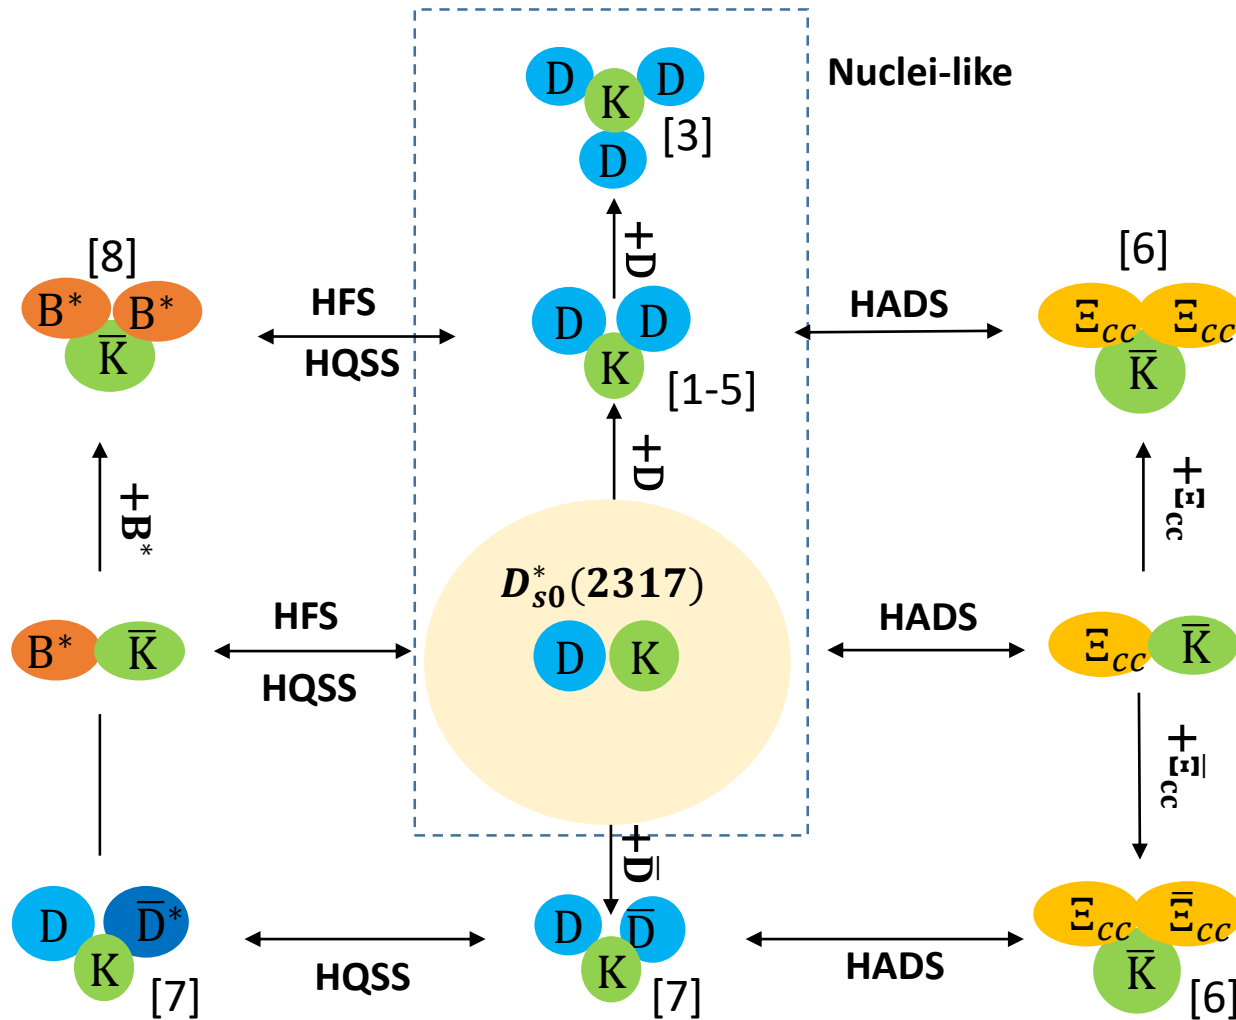 Nuclei-like
D
D
K
[3]
D
+D
[8]
B* B*
K̅
HFS
HQSS
D D
K
[1-5]
HADS
[6]
Ξcc Ξcc
K̅
+B*
+D
+Ξcc
D*s0(2317)
B* K̅
HFS
HQSS
D K
HADS
Ξcc K̅
+D̅
+Ξ̅cc
D D̅*
K
[7]
HQSS
D D̅
K
[7]
HADS
Ξcc Ξ̅cc
K̅
[6]